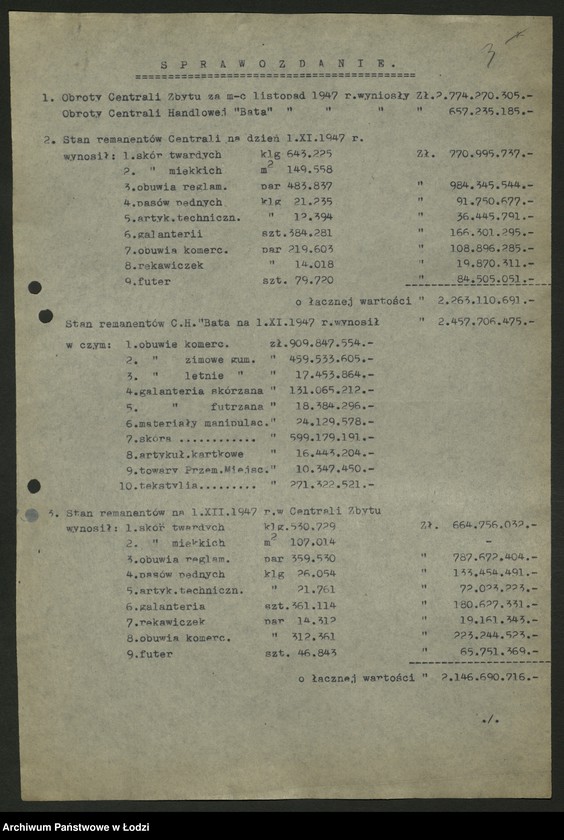 3
S P R A W O Z D A N I E .
1. Obroty Centrali Zbytu za m-c listopad 1947 r.wyniosły Zł.2.774.270.305.-
Obroty Centrali Handlowej "Bata" " " " " 657.235.185.-
2. Stan remanentów Centrali na dzień 1.XI.1947 r.
wynosił: 1.skór twardych klg 643.225 Zł. 770.995.737.-
2. " miekkich m2 149.558
3.obuwia reglam. par 483.837 " 984.345.544.-
4.pasów pędnych klg 21.235 " 91.750.677.-
5.artyk.techniczn. " 12.394 " 36.445.791.-
6.galanterii szt.384.281 " 166.301.295.-
7.obuwia komerc. par 219.603 " 108.896.285.-
8.rękawiczek " 14.018 " 19.870.311.-
9.futer szt. 79.720 " 84.505.051.-
o łacznej wartości " 2.263.110.691.-
Stan remanentów C.H."Bata na 1.XI.1947 r.wynosił " 2.457.706.475.-
w czym: 1.obuwie komerc. zł.909.847.554.-
2. " zimowe gum. " 459.533.605.-
3. " letnie " " 17.453.864.-
4.galanteria skórzana " 131.065.212.-
5. " futrzana " 18.384.296.-
6.materiały manipulac." 24.129.578.-
7.skóra ............ " 599.179.191.-
8.artykuł.kartkowe " 16.443.204.-
9.towary Przem.Miejsc." 10.347.450.-
10.tekstylia......... " 271.322.521.-
3. Stan remanentów na 1.XII.1947 r.w Centrali Zbytu
wynosił: 1.skór twardych klg.530.729 Zł. 664.756.032.-
2. " miekkich m2 107.014 -
3.obuwia reglam. par 359.530 " 787.672.404.-
4.pasów pędnych klg 26.054 " 133.454.491.-
5.artyk.techniczn. " 21.761 " 72.023.223.-
6.galanteria szt.361.114 " 180.627.331.-
7.rękawiczek par 14.312 " 19.161.343.-
8.obuwia komerc. " 312.361 " 223.244.523.-
9.futer szt. 46.843 " 65.751.369.-
o łacznej wartości " 2.146.690.716.-
./.
Archiwum Państwowe w Łodzi